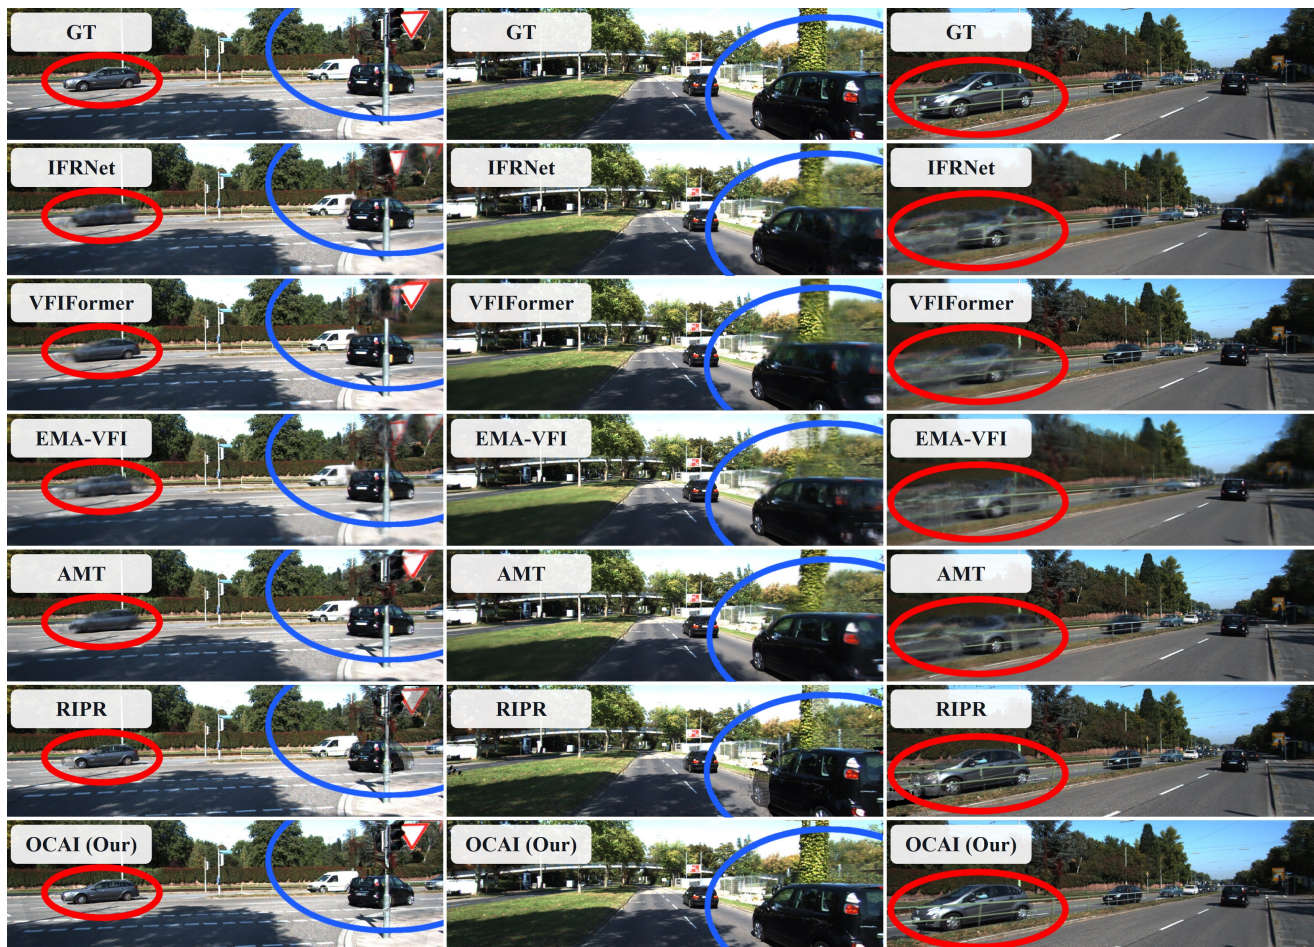 GT
GT
GT
IFRNet
IFRNet
IFRNet
VFIFormer
VFIFormer
VFIFormer
EMA-VFI
EMA-VFI
EMA-VFI
AMT
AMT
AMT
RIPR
RIPR
RIPR
OCAI (Our)
OCAI (Our)
OCAI (Our)